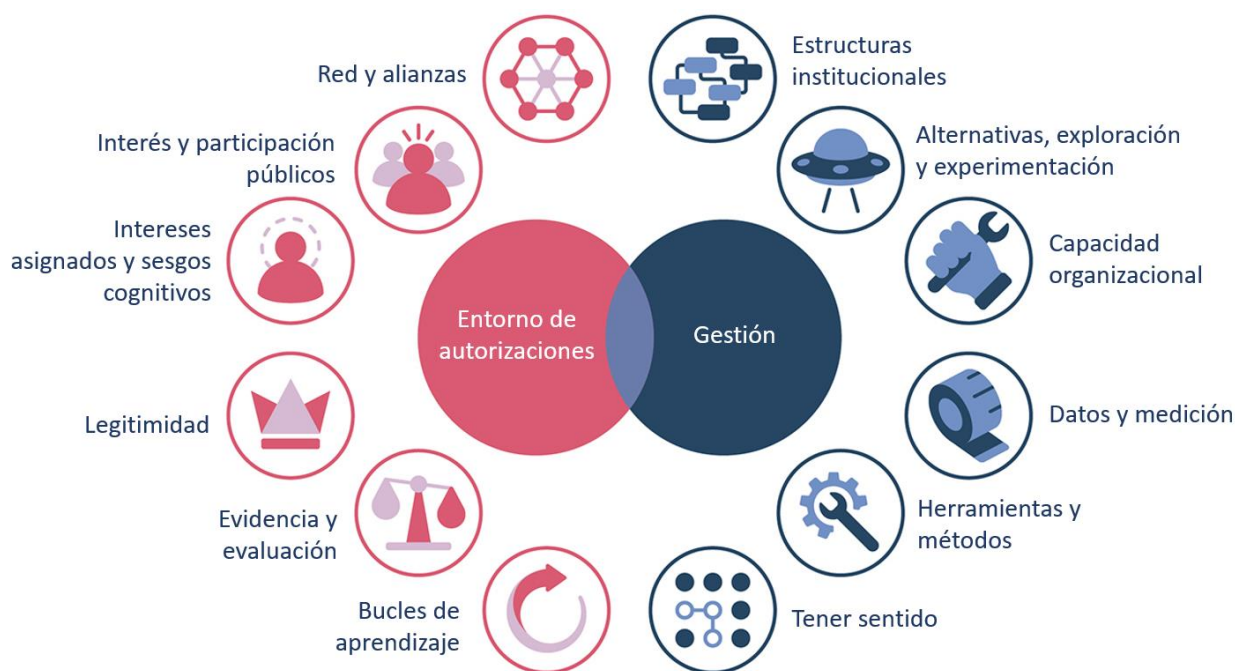 Red y alianzas
Interés y participación
públicos
Intereses
asignados y sesgos
cognitivos
Legitimidad
Evidencia y
evaluación
Bucles de
aprendizaje
Entorno de
autorizaciones
Gestión
Estructuras
institucionales
Alternativas, exploración
y experimentación
Capacidad
organizacional
Datos y medición
Herramientas y
métodos
Tener sentido